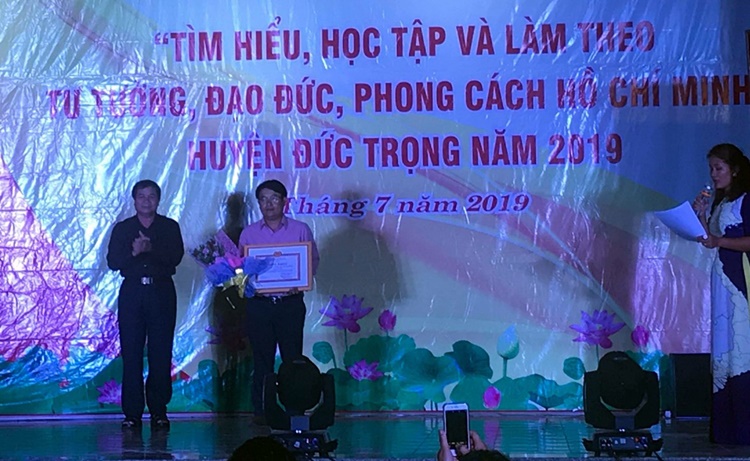 “TÌM HIỂU, HỌC TẬP VÀ LÀM THEO
TƯ TƯỞNG, ĐẠO ĐỨC, PHONG CÁCH HỒ CHÍ MINH
HUYỆN ĐỨC TRỌNG NĂM 2019
Tháng 7 năm 2019